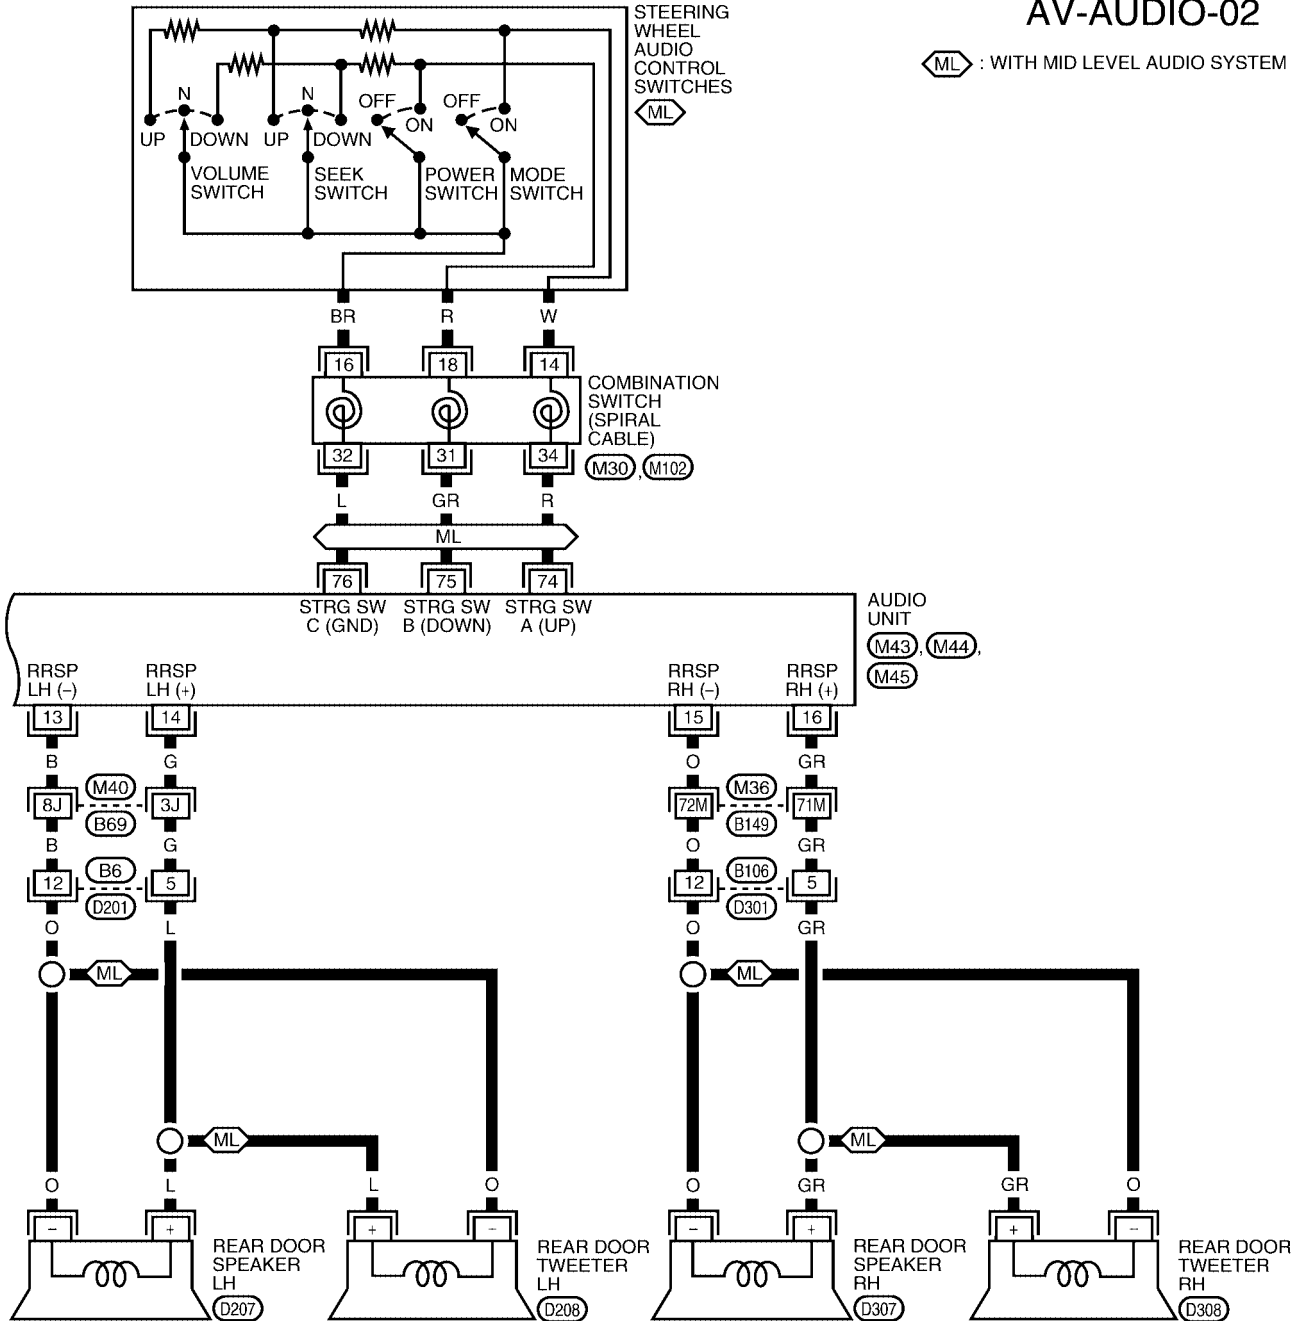 AV-AUDIO-02
ML : WITH MID LEVEL AUDIO SYSTEM
STEERING
WHEEL
AUDIO
CONTROL
SWITCHES
ML
N N OFF OFF
UP DOWN UP DOWN ON ON
VOLUME
SWITCH
SEEK
SWITCH
POWER
SWITCH
MODE
SWITCH
BR R W
16 18 14
COMBINATION
SWITCH
(SPIRAL
CABLE)
M30 , M102
32 31 34
L GR R
ML
76 75 74
STRG SW
C (GND)
STRG SW
B (DOWN)
STRG SW
A (UP)
AUDIO
UNIT
M43 , M44 ,
M45
RRSP
LH (–)
RRSP
LH (+)
RRSP
RH (–)
RRSP
RH (+)
13 14 15 16
B G O GR
8J M40 3J 72M M36 71M
B69 B149
B G O GR
12 B6 5 12 B106 5
D201 D301
O L O GR
ML ML
ML ML
O L L O O GR GR O
– + + – – + + –
REAR DOOR
SPEAKER
LH
D207
REAR DOOR
TWEETER
LH
D208
REAR DOOR
SPEAKER
RH
D307
REAR DOOR
TWEETER
RH
D308